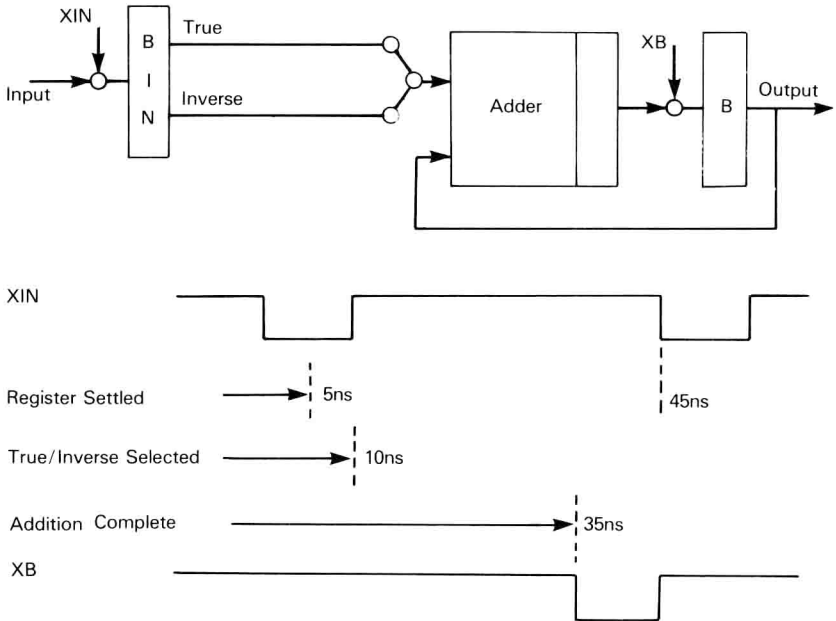 XIN
Input
B
I
N
True
Inverse
Adder
XB
B
Output
XIN
Register Settled
5ns
45ns
True/Inverse Selected
10ns
Addition Complete
35ns
XB